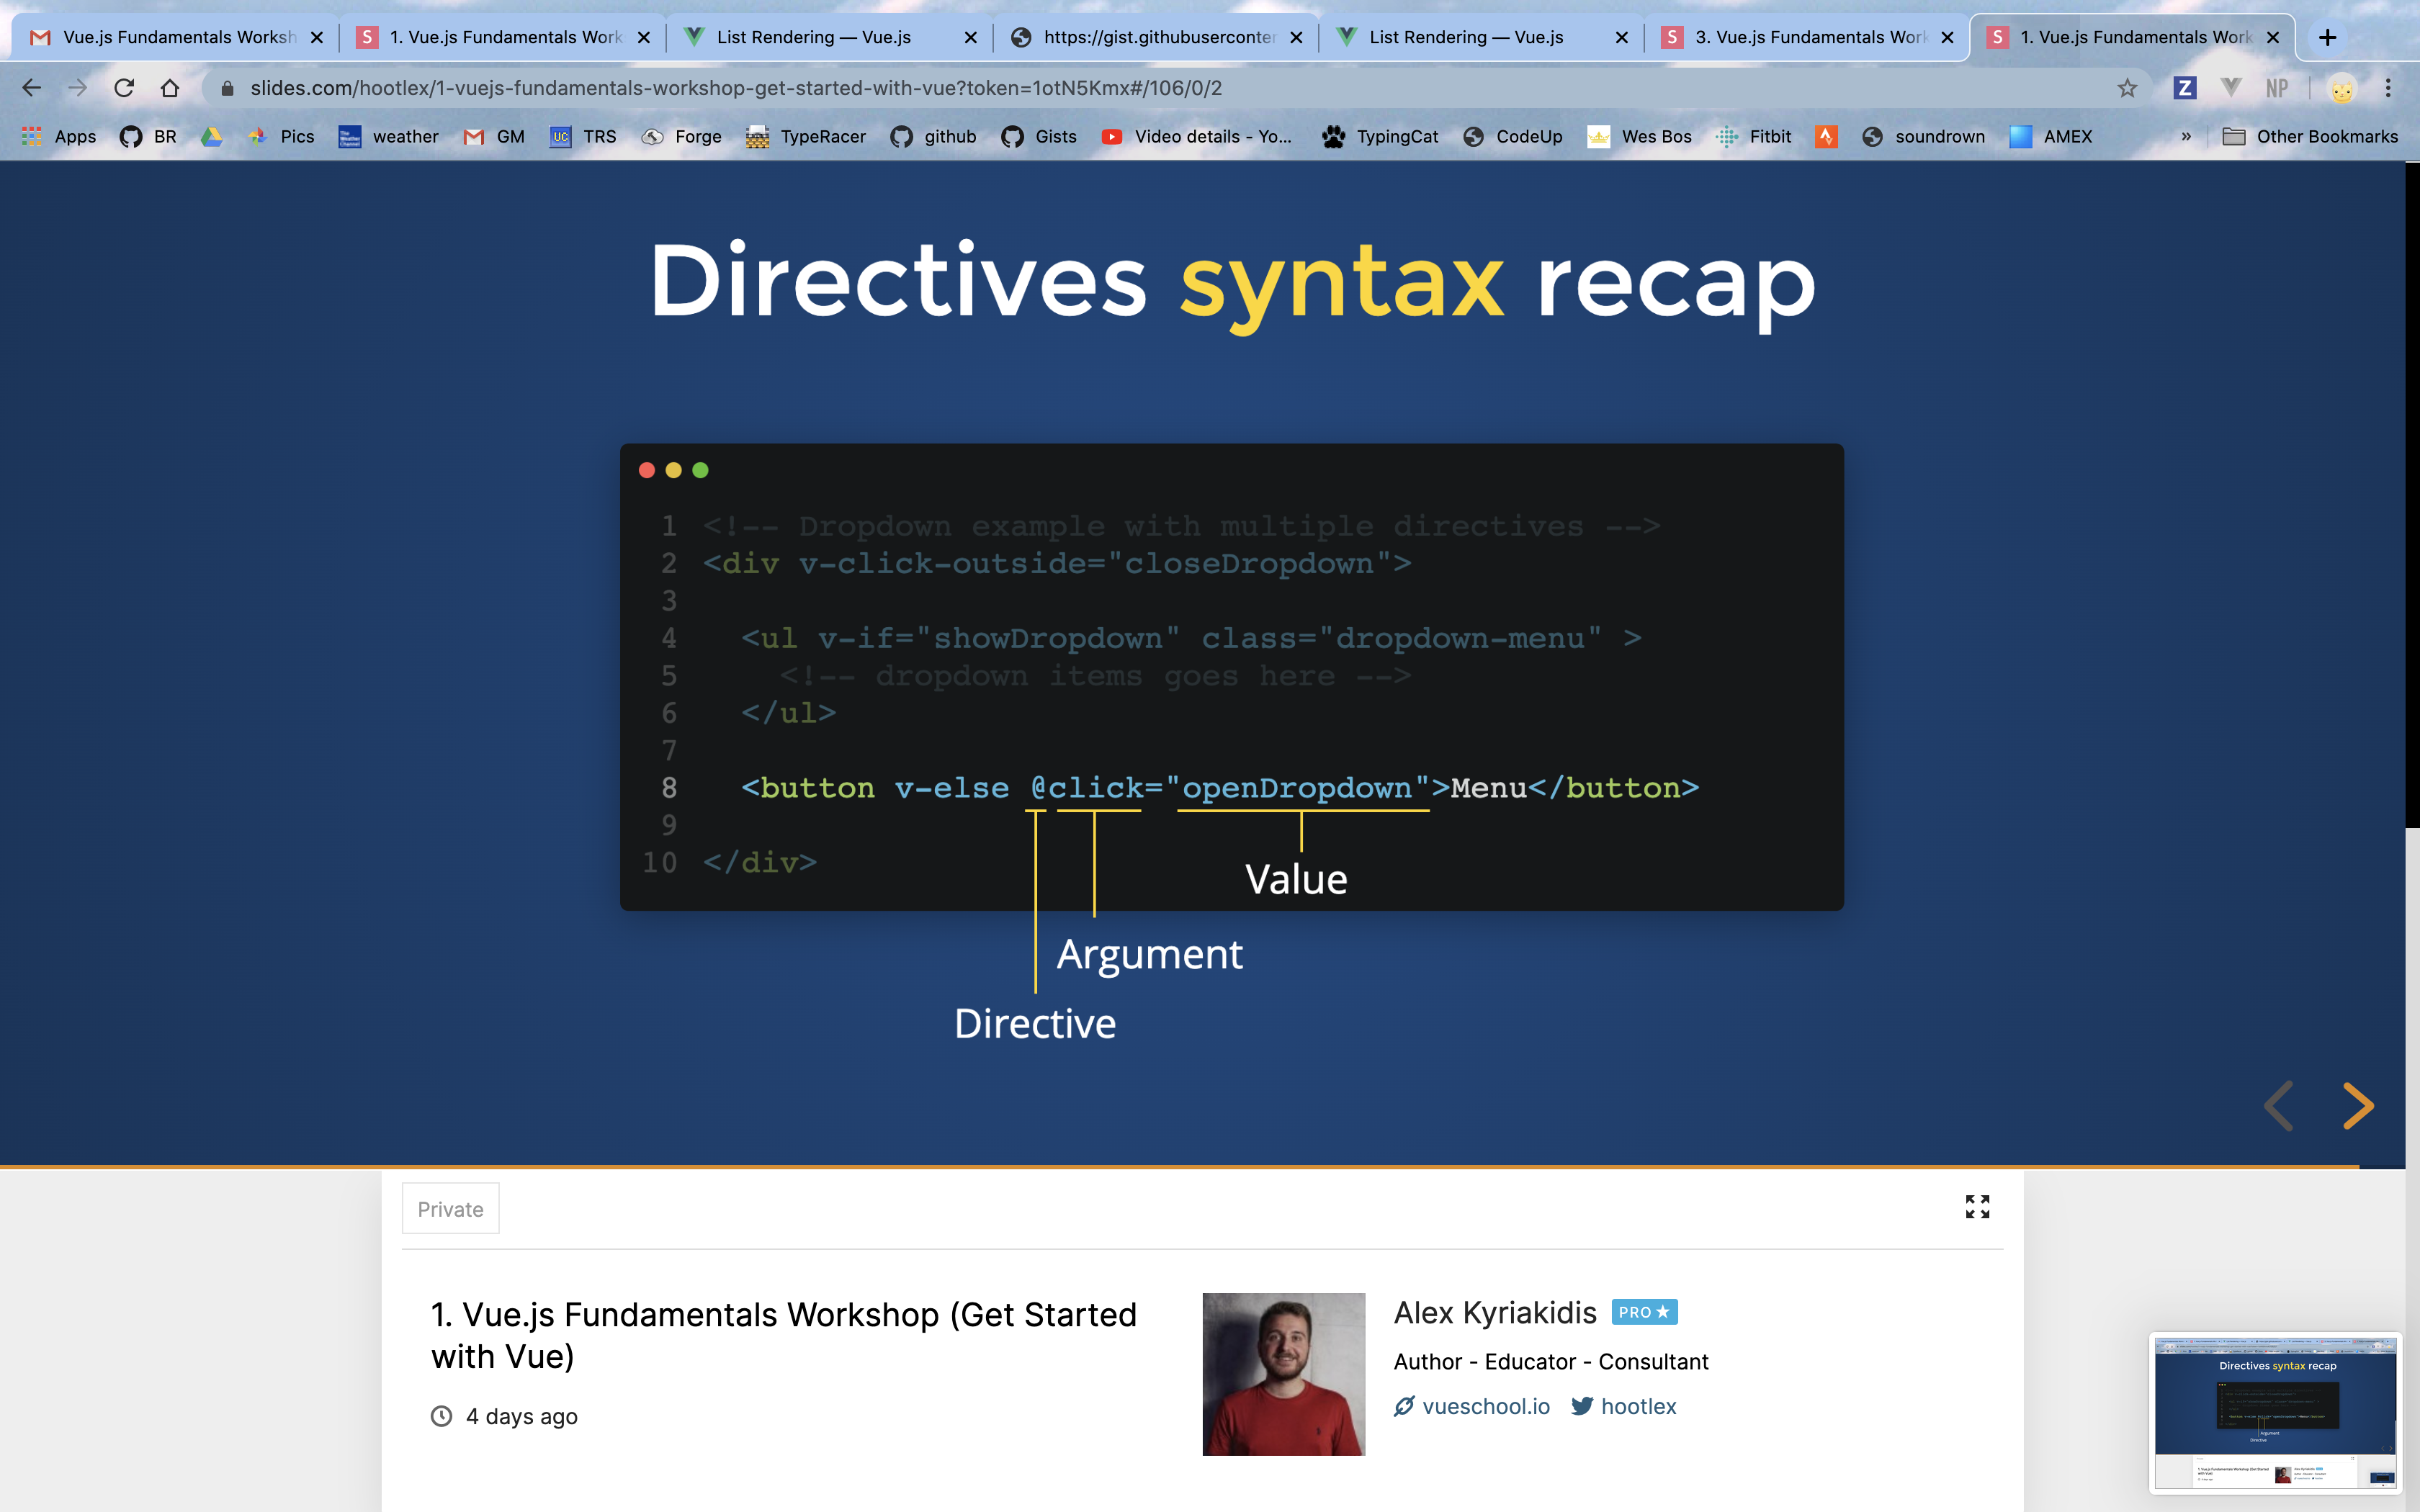 Vue.js Fundamentals Worksh
1. Vue.js Fundamentals Work
List Rendering — Vue.js
https://gist.githubuserconter
List Rendering — Vue.js
3. Vue.js Fundamentals Work
1. Vue.js Fundamentals Work
slides.com/hootlex/1-vuejs-fundamentals-workshop-get-started-with-vue?token=1otN5Kmx#/106/0/2
Z
NP
Apps
BR
Pics
weather
GM
UC TRS
Forge
TypeRacer
github
Gists
Video details - Yo...
TypingCat
CodeUp
Wes Bos
Fitbit
soundrown
AMEX
»
Other Bookmarks
Directives syntax recap
1 <!-- Dropdown example with multiple directives -->
2 <div v-click-outside="closeDropdown">
3
4 <ul v-if="showDropdown" class="dropdown-menu" >
5 <!-- dropdown items goes here -->
6 </ul>
7
8 <button v-else @click="openDropdown">Menu</button>
9
10 </div>
Value
Argument
Directive
Private
1. Vue.js Fundamentals Workshop (Get Started
with Vue)
4 days ago
Alex Kyriakidis PRO★
Author - Educator - Consultant
vueschool.io hootlex
Directives syntax recap
Argument
Directive